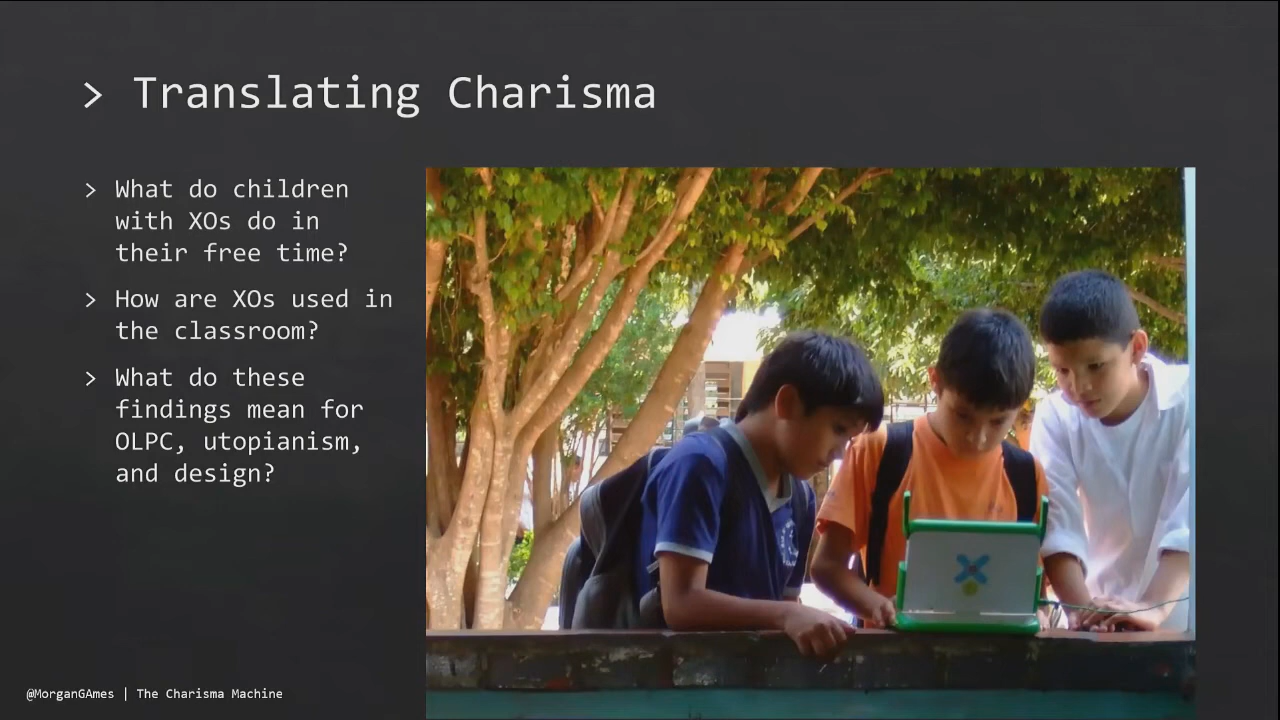 > Translating Charisma
> What do children
with XOs do in
their free time?
> How are XOs used in
the classroom?
> What do these
findings mean for
OLPC, utopianism,
and design?
@MorganGAmes | The Charisma Machine